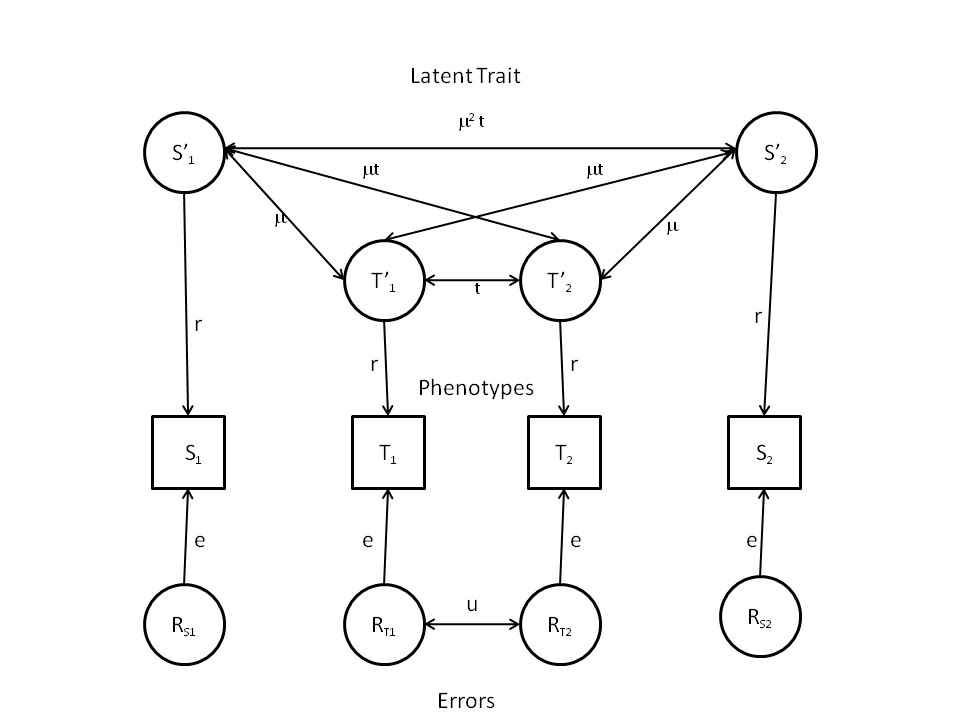 Latent Trait
μ² t
S’₁
S’₂
μt
μt
μ
μ
T’₁
T’₂
t
r
r
r
r
Phenotypes
S₁
T₁
T₂
S₂
e
e
e
e
u
R_S1
R_T1
R_T2
R_S2
Errors